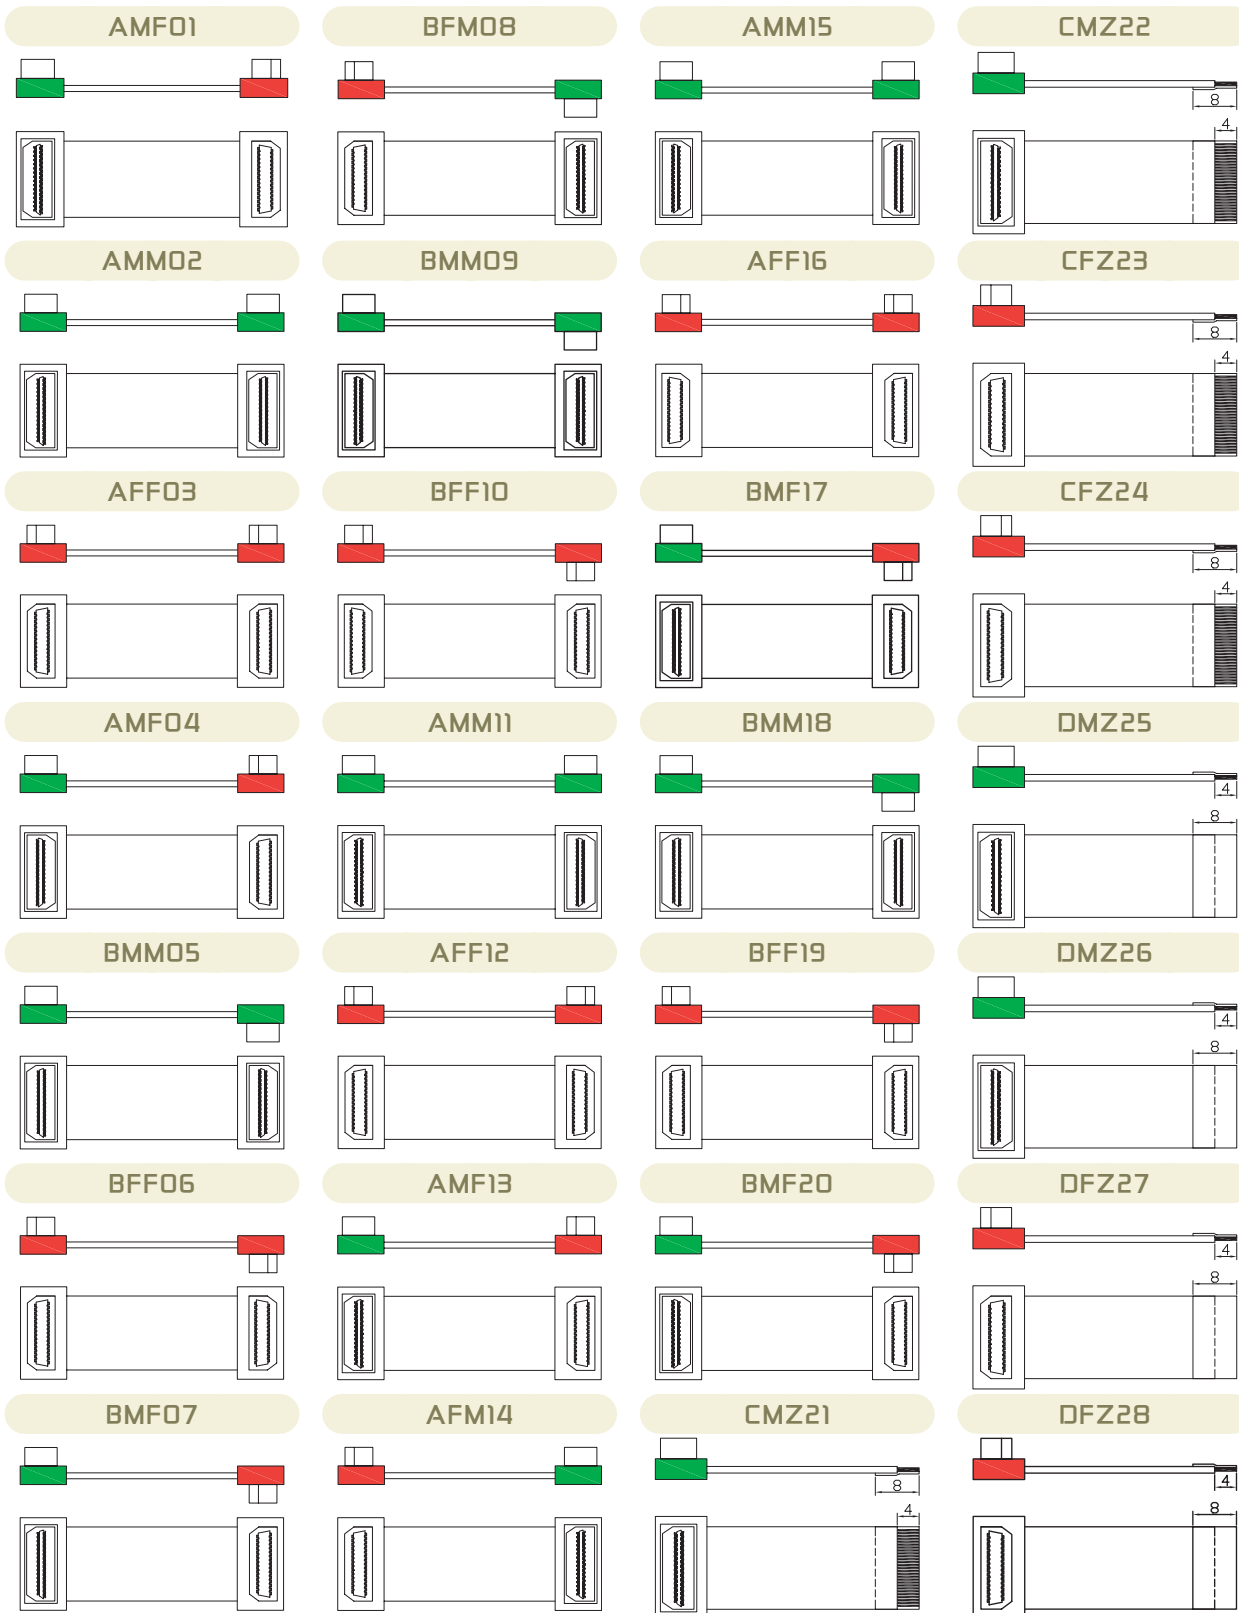 AMF01 BFM08 AMM15 CMZ22
8
4
AMM02 BMM09 AFF16 CFZ23
8
4
AFF03 BFF10 BMF17 CFZ24
8
4
AMF04 AMM11 BMM18 DMZ25
4
8
BMM05 AFF12 BFF19 DMZ26
4
8
BFF06 AMF13 BMF20 DFZ27
4
8
BMF07 AFM14 CMZ21 DFZ28
8 4
4 8